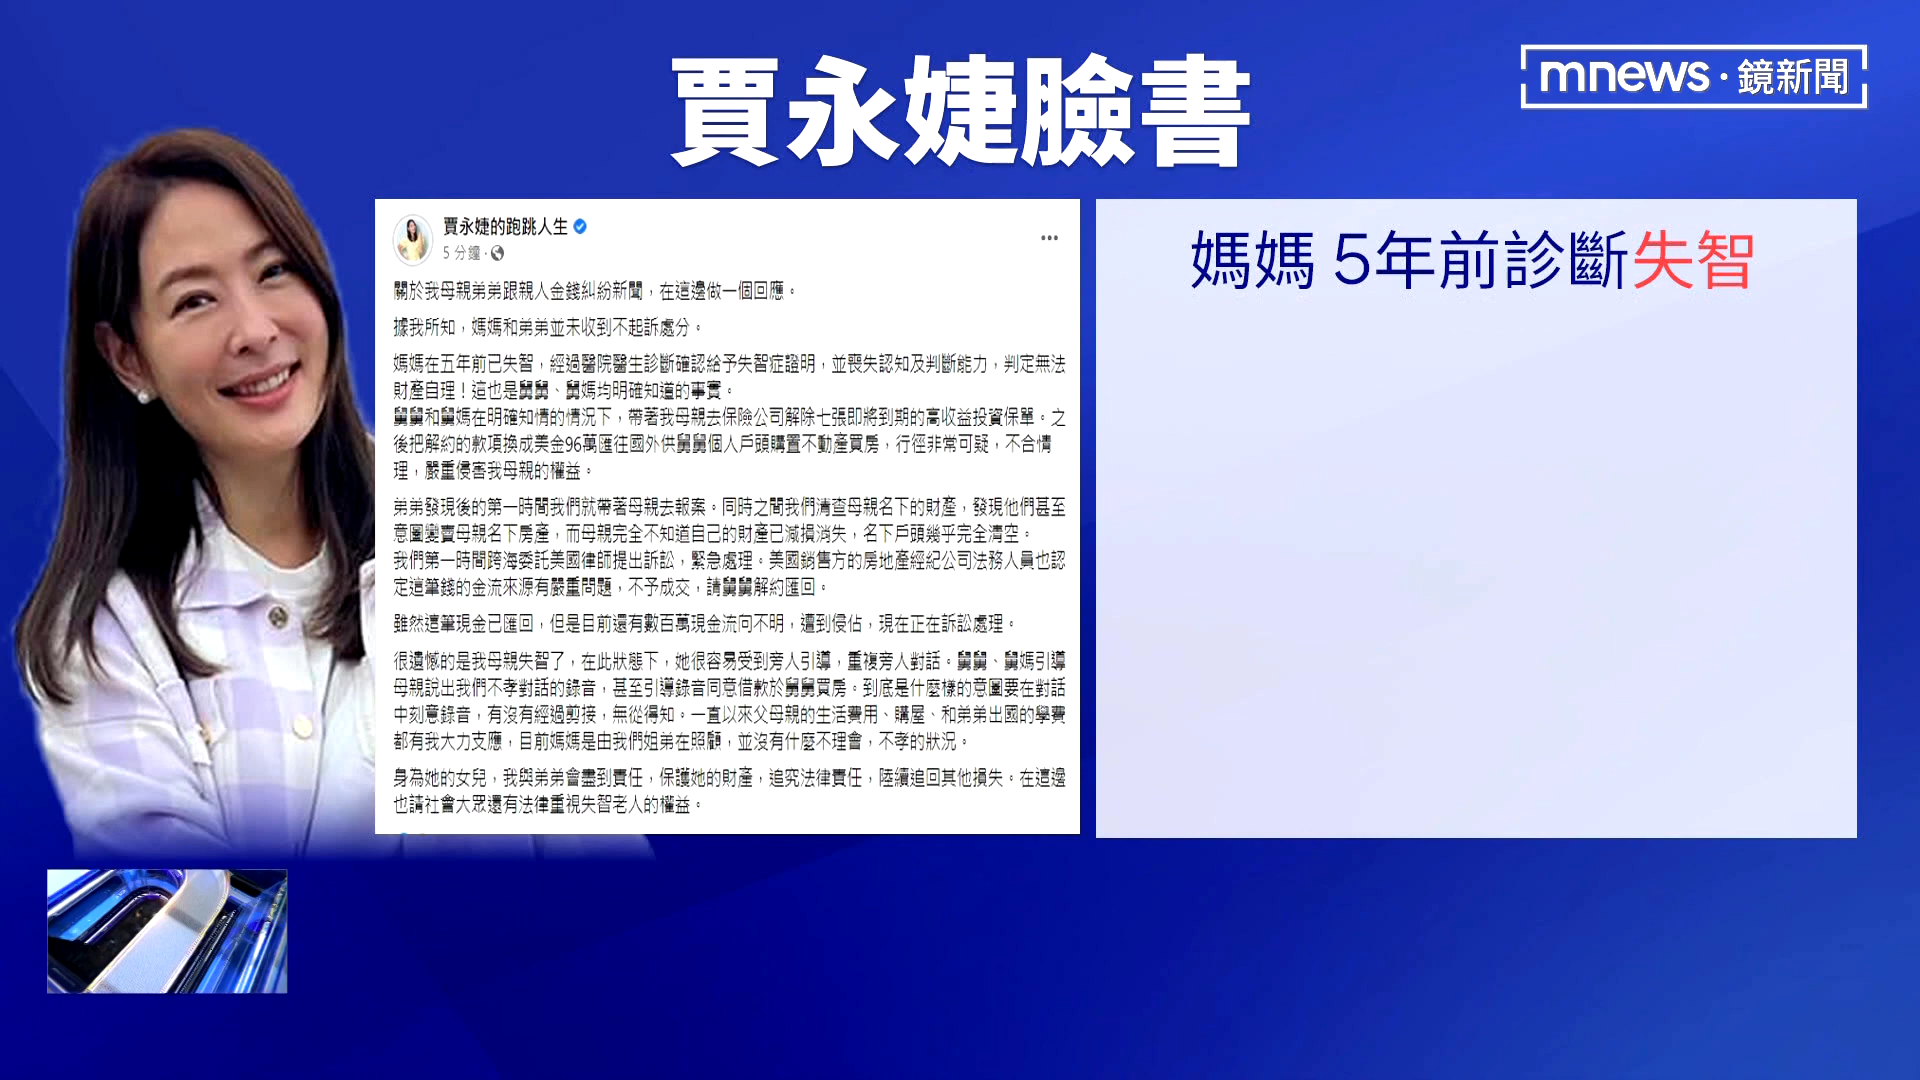 賈永婕臉書
mnews·鏡新聞
賈永婕的跑跳人生
5 分鐘·
關於我母親弟弟跟親人金錢糾紛新聞，在這邊做一個回應。
據我所知，媽媽和弟弟並未收到不起訴處分。
媽媽在五年前已失智，經過醫院醫生診斷確認給予失智症證明，並喪失認知及判斷能力，判定無法
財產自理！這也是舅舅、舅媽均明確知道的事實。
舅舅和舅媽在明確知情的情況下，帶著我母親去保險公司解除七張即將到期的高收益投資保單。之
後把解約的款項換成美金96萬匯往國外供舅舅個人戶頭購置不動產買房，行徑非常可疑，不合情
理，嚴重侵害我母親的權益。
弟弟發現後的第一時間我們就帶著母親去報案。同時之間我們清查母親名下的財產，發現他們甚至
意圖變賣母親名下房產，而母親完全不知道自己的財產已減損消失，名下戶頭幾乎完全清空。
我們第一時間跨海委託美國律師提出訴訟，緊急處理。美國銷售方的房地產經紀公司法務人員也認
定這筆錢的金流來源有嚴重問題，不予成交，請舅舅解約匯回。
雖然這筆現金已匯回，但是目前還有數百萬現金流向不明，遭到侵佔，現在正在訴訟處理。
很遺憾的是我母親失智了，在此狀態下，她很容易受到旁人引導，重複旁人對話。舅舅、舅媽引導
母親說出我們不孝對話的錄音，甚至引導錄音同意借款於舅舅買房。到底是什麼樣的意圖要在對話
中刻意錄音，有沒有經過剪接，無從得知。一直以來父母親的生活費用、購屋、和弟弟出國的學費
都有我大力支應，目前媽媽是由我們姐弟在照顧，並沒有什麼不理會，不孝的狀況。
身為她的女兒，我與弟弟會盡到責任，保護她的財產，追究法律責任，陸續追回其他損失。在這邊
也請社會大眾還有法律重視失智老人的權益。
媽媽 5年前診斷失智